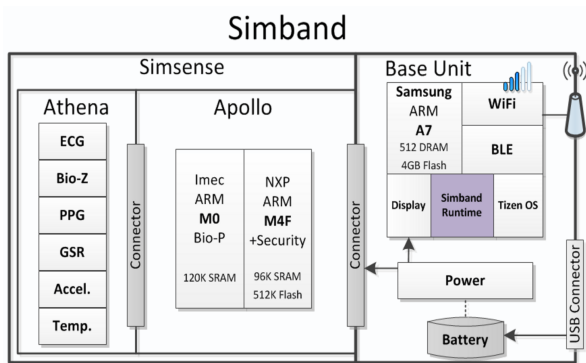 Simband
Simsense
Base Unit
Athena
Apollo
ECG
Bio-Z
PPG
GSR
Accel.
Temp.
Connector
Imec
ARM
M0
Bio-P
120K SRAM
NXP
ARM
M4F
+Security
96K SRAM
512K Flash
Connector
Samsung
ARM
A7
512 DRAM
4GB Flash
WiFi
BLE
Display
Simband
Runtime
Tizen OS
Power
Battery
USB Connector